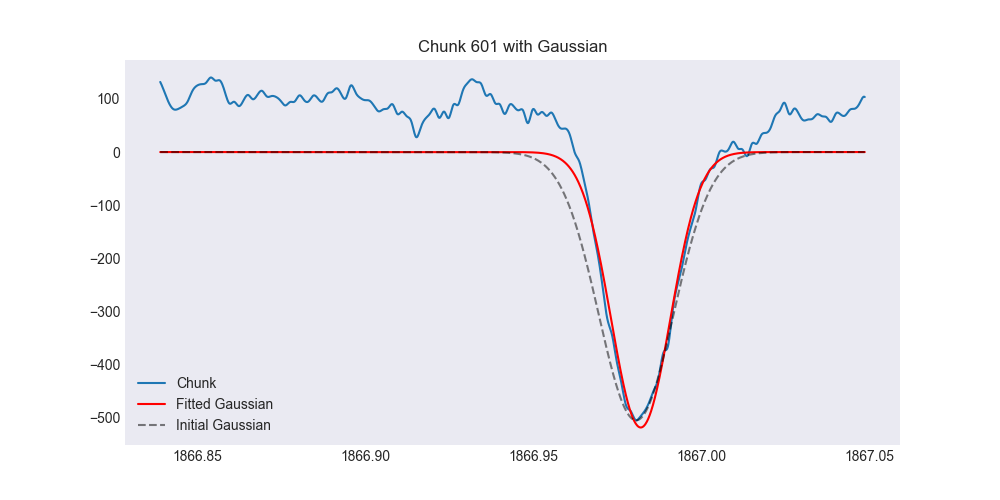 Chunk 601 with Gaussian
100
0
−100
−200
−300
−400
−500
Chunk
Fitted Gaussian
Initial Gaussian
1866.85 1866.90 1866.95 1867.00 1867.05